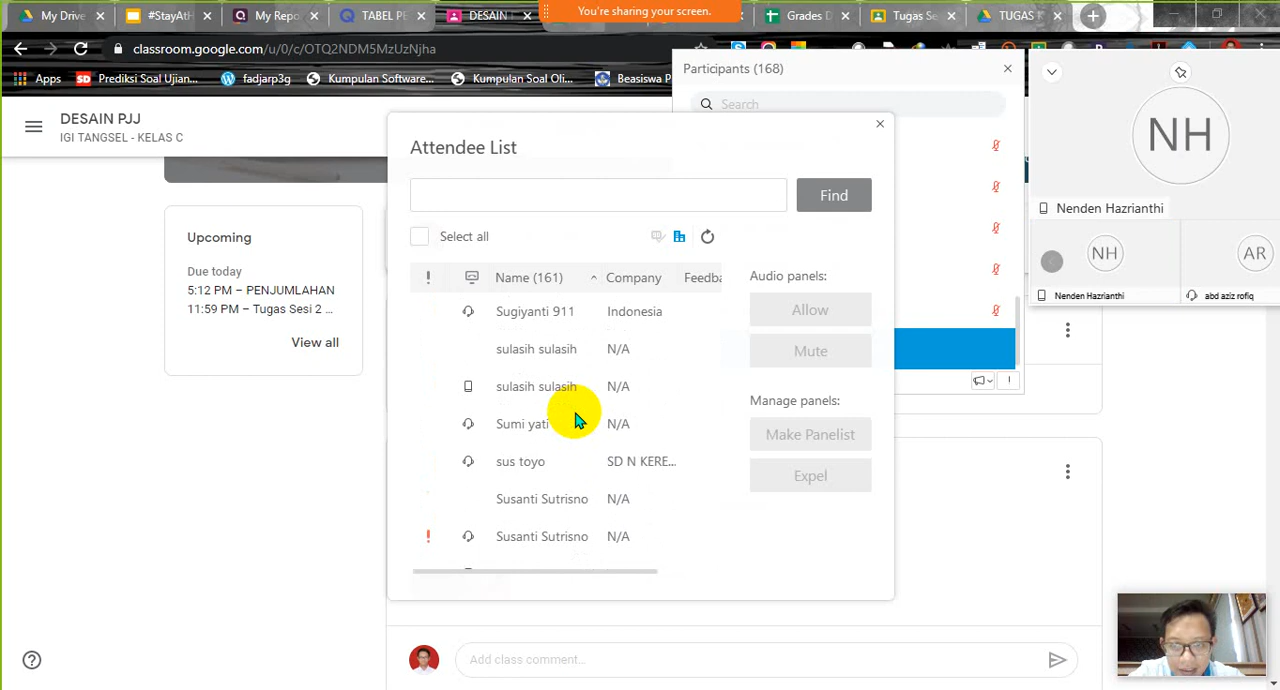 My Drive
#StayAtH
My Repo
TABEL PE
DESAIN
You're sharing your screen.
Grades D
Tugas Se
TUGAS
classroom.google.com/u/0/c/OTQ2NDM5MzUzNjha
Apps
Prediksi Soal Ujian...
fadjarp3g
Kumpulan Software...
Kumpulan Soal Oli...
Beasiswa P
Participants (168)
Search
DESAIN PJJ
IGI TANGSEL - KELAS C
NH
Nenden Hazrianthi
NH
AR
Nenden Hazrianthi
abd aziz rofiq
Attendee List
Find
Select all
! Name (161) Company Feedba
Sugiyanti 911 Indonesia
sulasih sulasih N/A
sulasih sulasih N/A
Sumi yati N/A
sus toyo SD N KERE...
Susanti Sutrisno N/A
! Susanti Sutrisno N/A
Audio panels:
Allow
Mute
Manage panels:
Make Panelist
Expel
Upcoming
Due today
5:12 PM – PENJUMLAHAN
11:59 PM – Tugas Sesi 2 ...
View all
Add class comment...